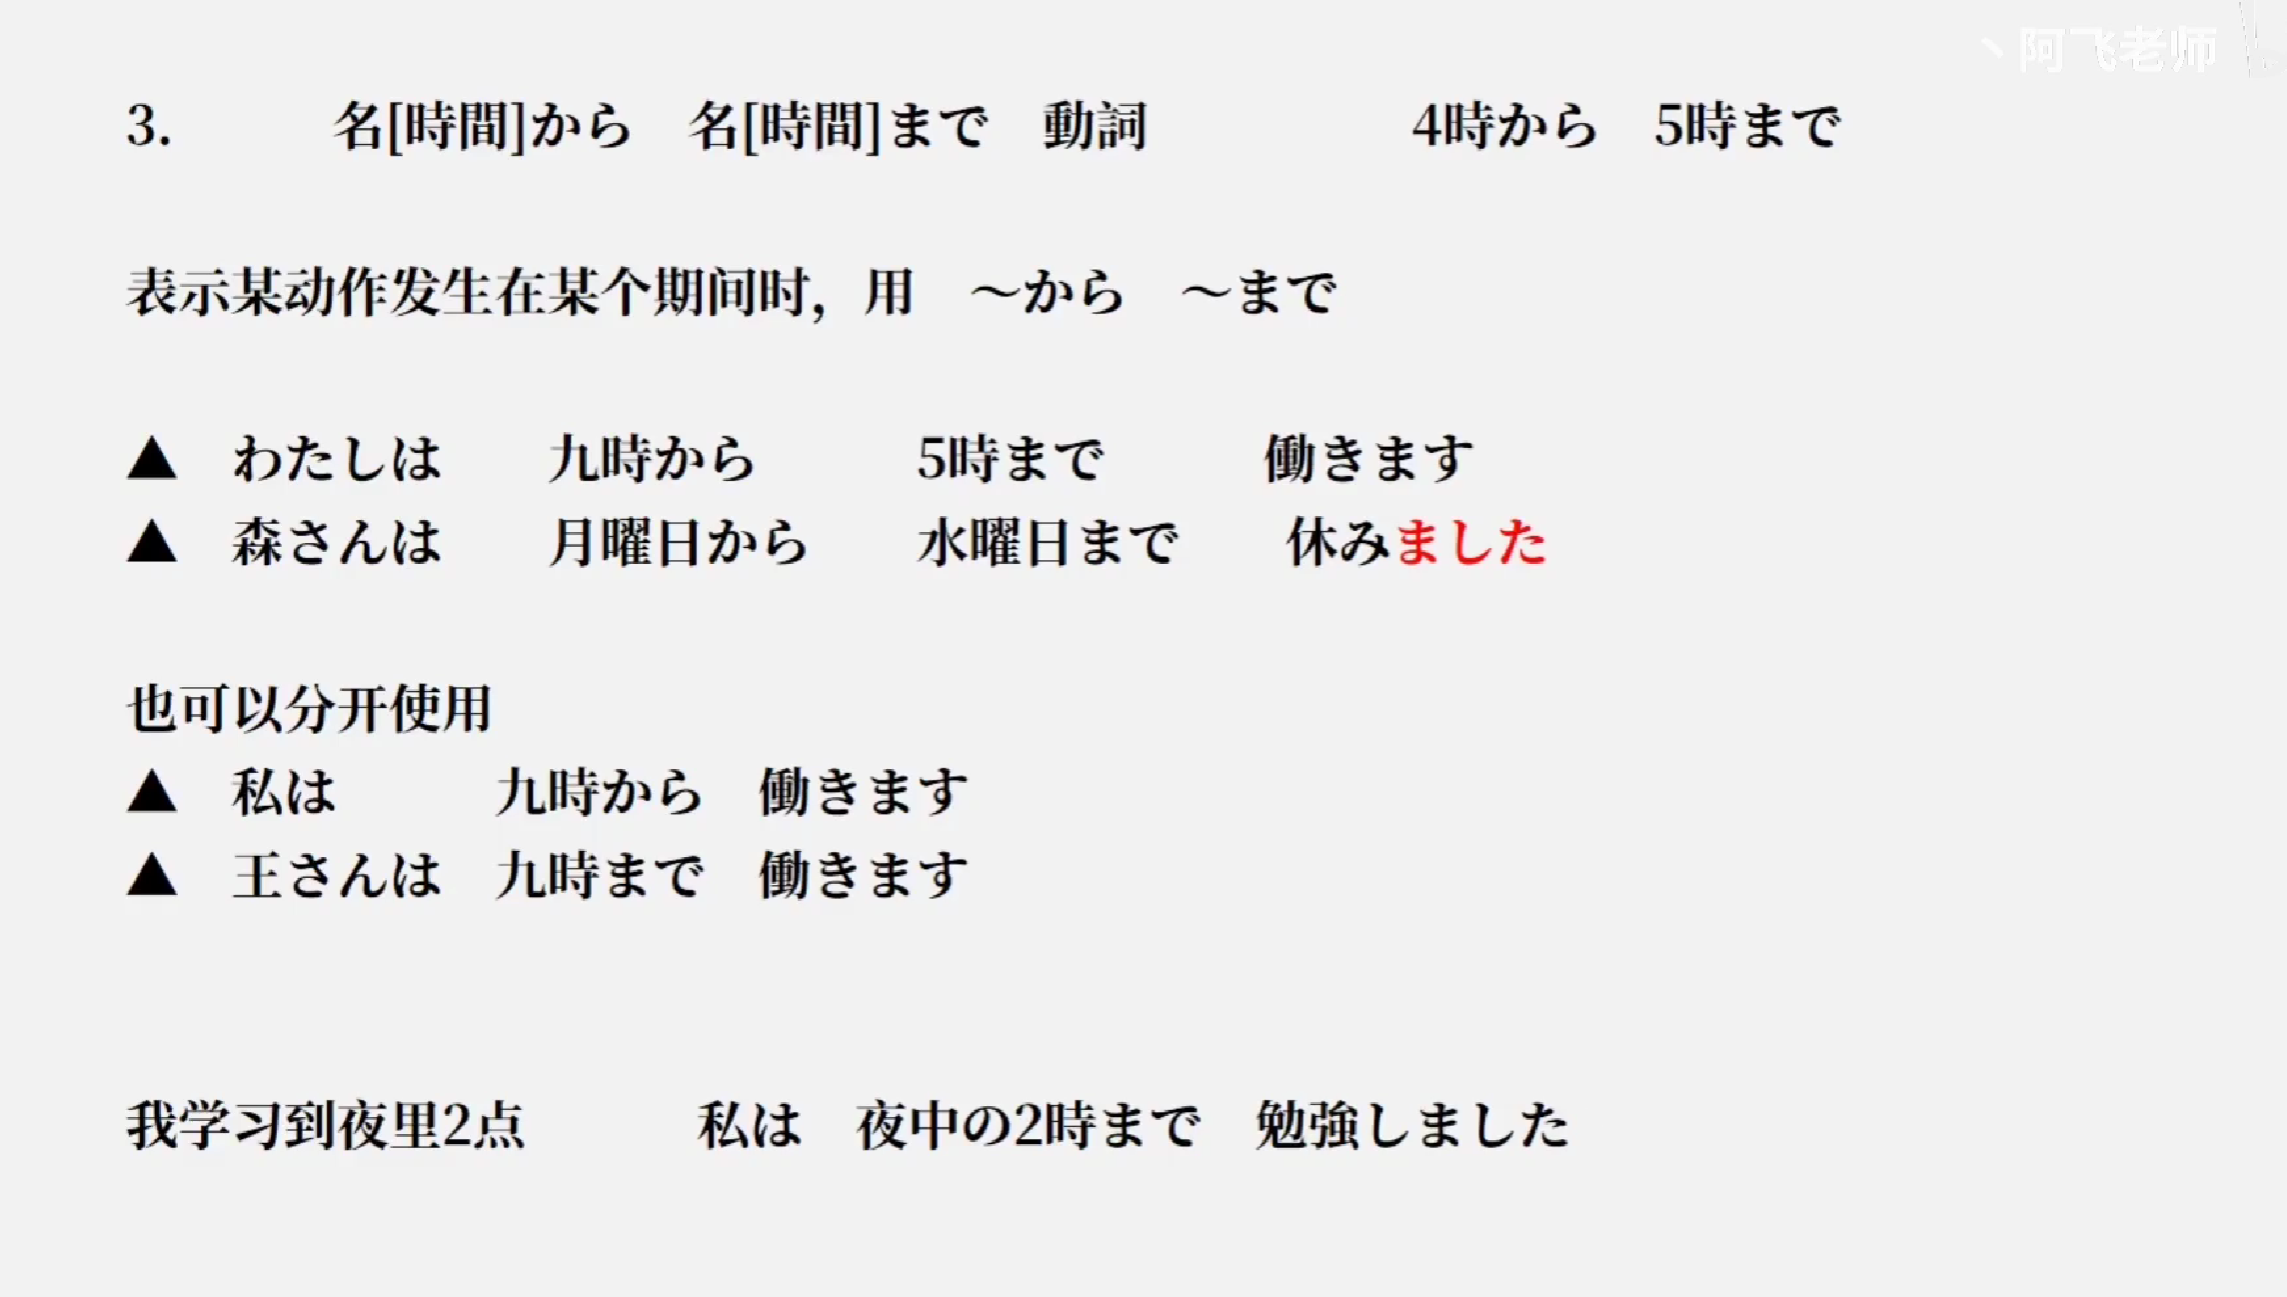 丶阿飞老师
3. 名[時間]から 名[時間]まで 動詞 4時から 5時まで
表示某动作发生在某个期间时，用 ～から ～まで
▲ わたしは 九時から 5時まで 働きます
▲ 森さんは 月曜日から 水曜日まで 休みました
也可以分开使用
▲ 私は 九時から 働きます
▲ 王さんは 九時まで 働きます
我学习到夜里2点 私は 夜中の2時まで 勉強しました